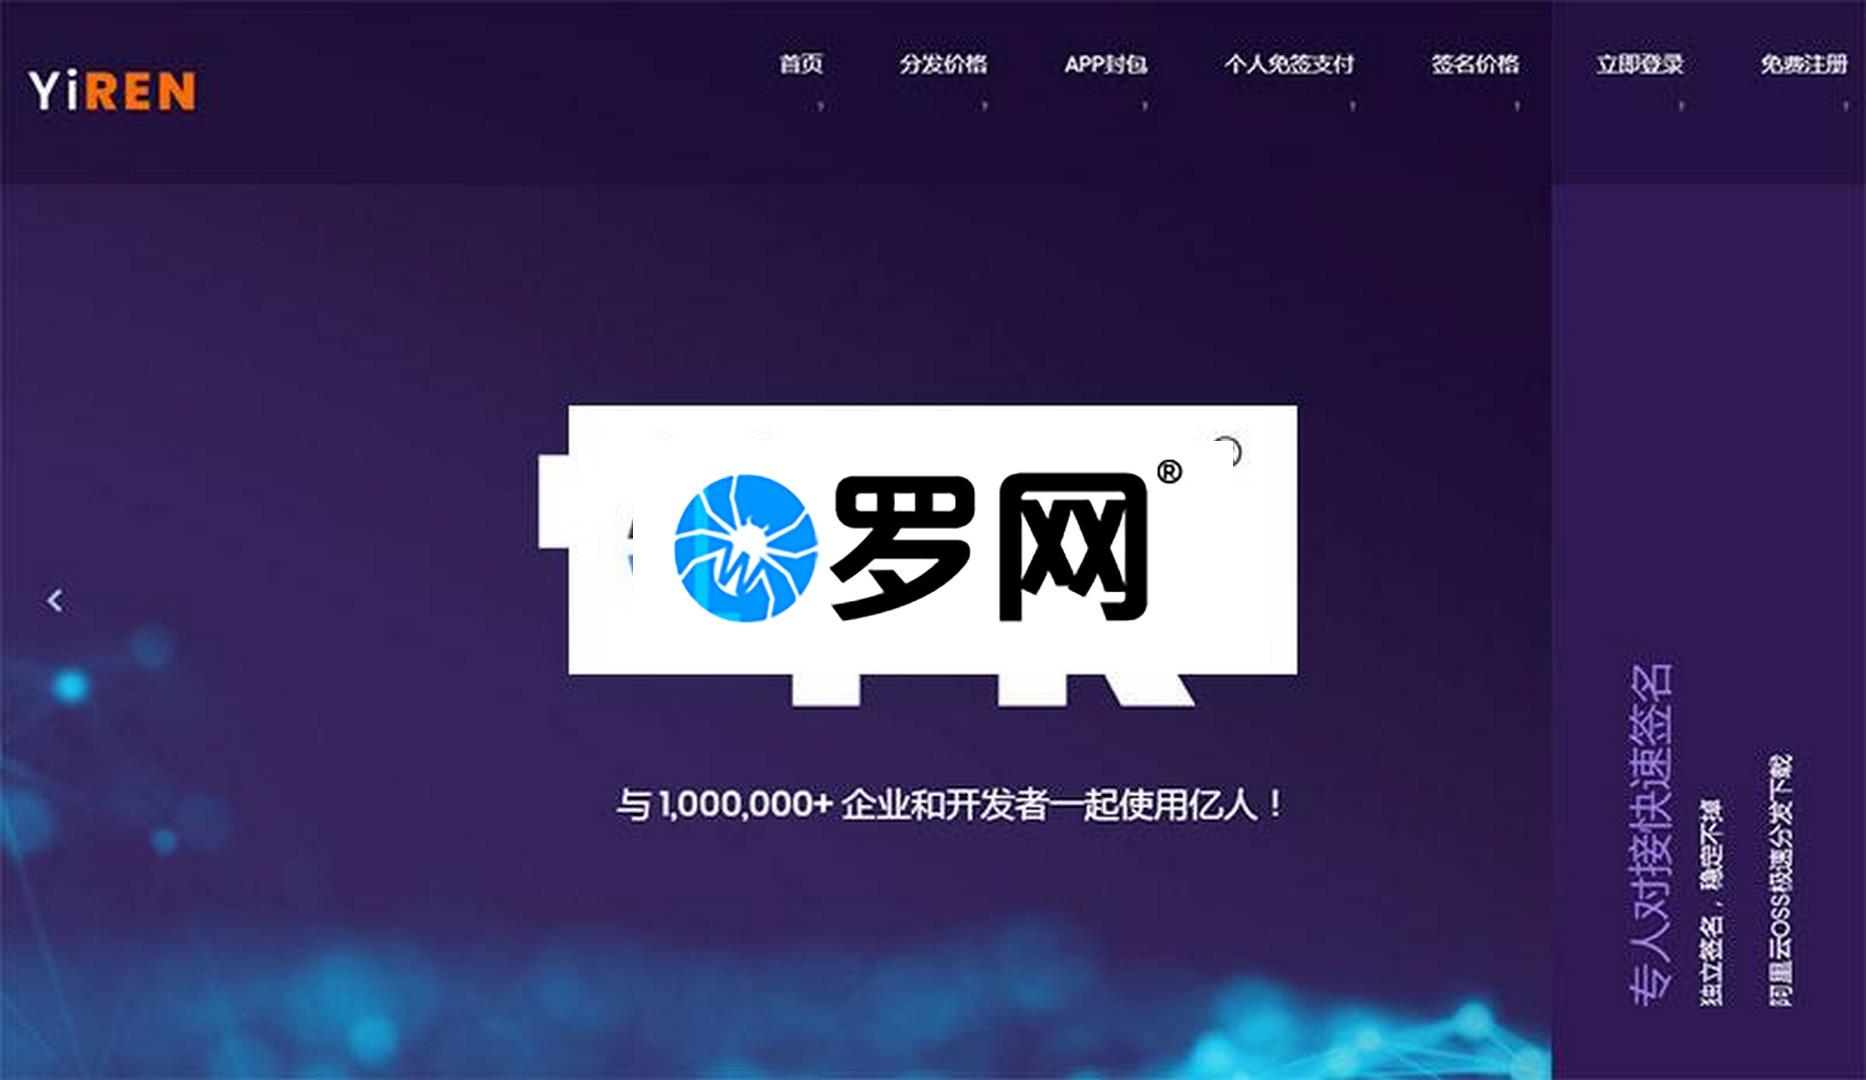 YiREN
首页 分发价格 APP封包 个人免签支付 签名价格 立即登录 免费注册
罗网®
与 1,000,000+ 企业和开发者一起使用亿人！
专人对接快速签名
独立签名，稳定不掉
阿里云OSS极速分发下载